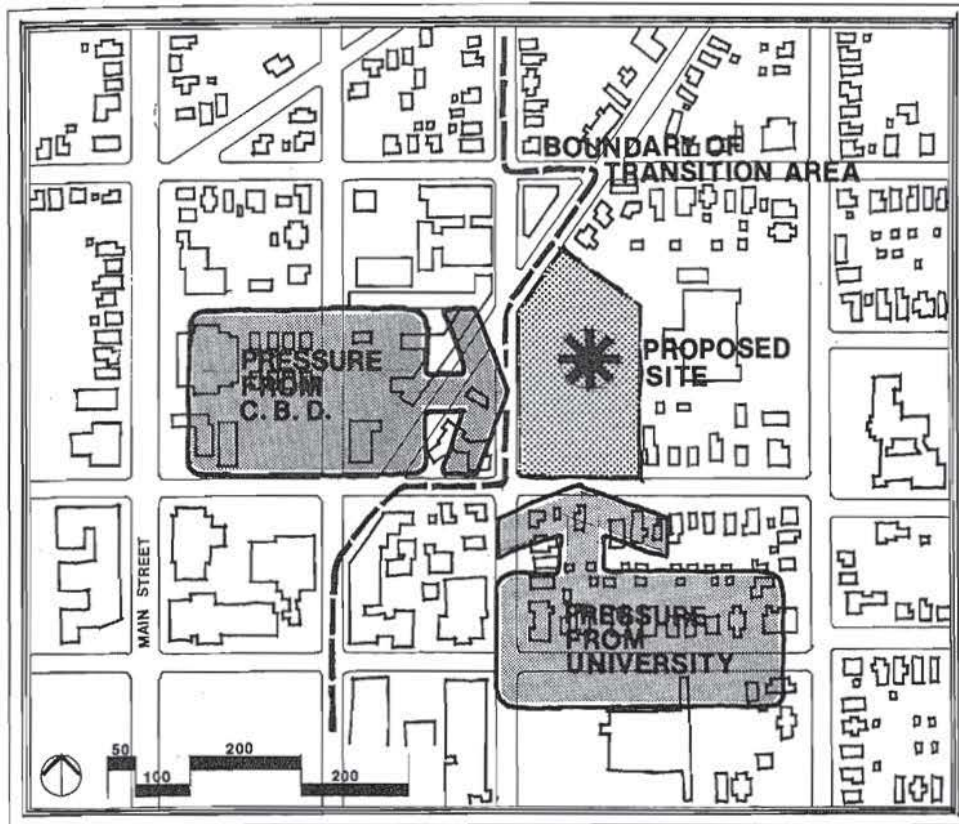 BOUNDARY OF
TRANSITION AREA
PRESSURE
FROM
C. B. D.
PROPOSED
SITE
MAIN STREET
PRESSURE
FROM
UNIVERSITY
50
200
100
200